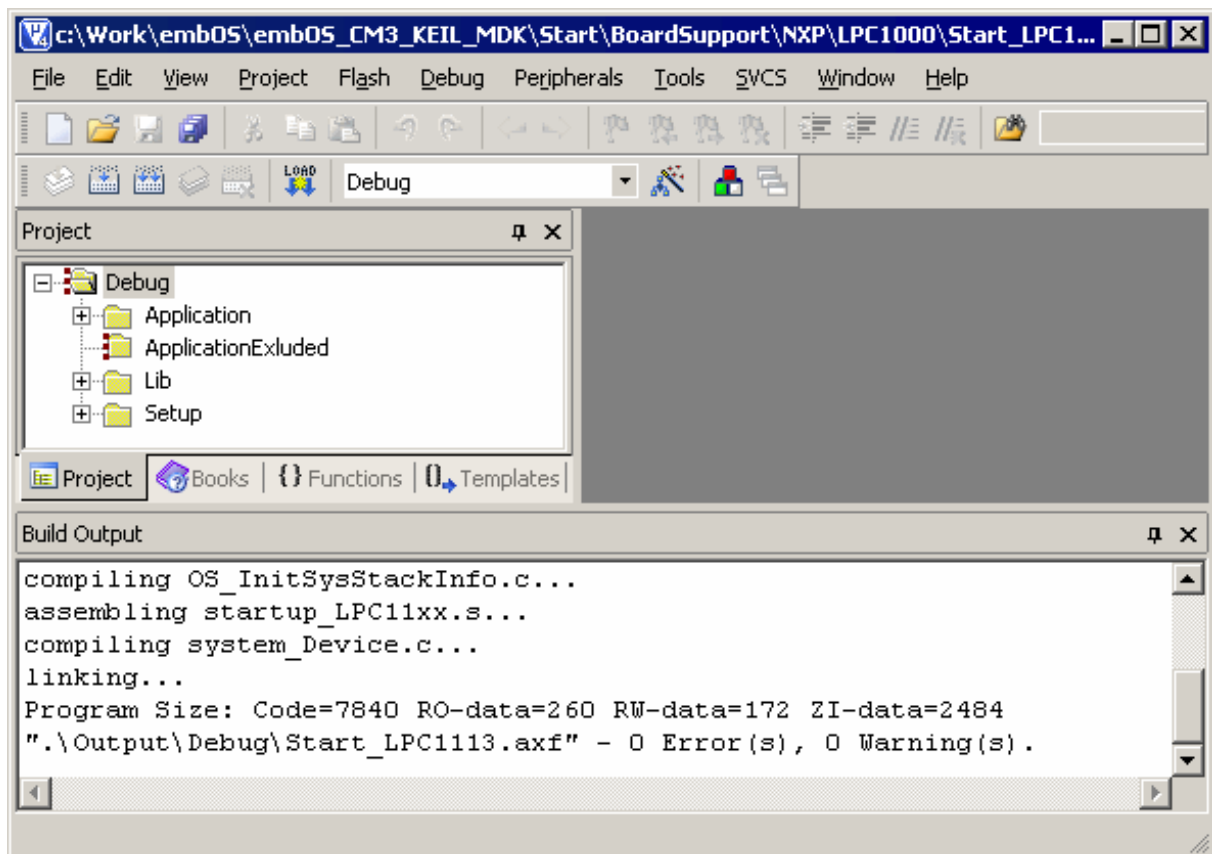 c:\Work\embOS\embOS_CM3_KEIL_MDK\Start\BoardSupport\NXP\LPC1000\Start_LPC1...
File Edit View Project Flash Debug Peripherals Tools SVCS Window Help
LOAD Debug
Project
Debug
Application
ApplicationExluded
Lib
Setup
Project Books {} Functions Templates
Build Output
compiling OS_InitSysStackInfo.c...
assembling startup_LPC11xx.s...
compiling system_Device.c...
linking...
Program Size: Code=7840 RO-data=260 RW-data=172 ZI-data=2484
".\Output\Debug\Start_LPC1113.axf" - 0 Error(s), 0 Warning(s).